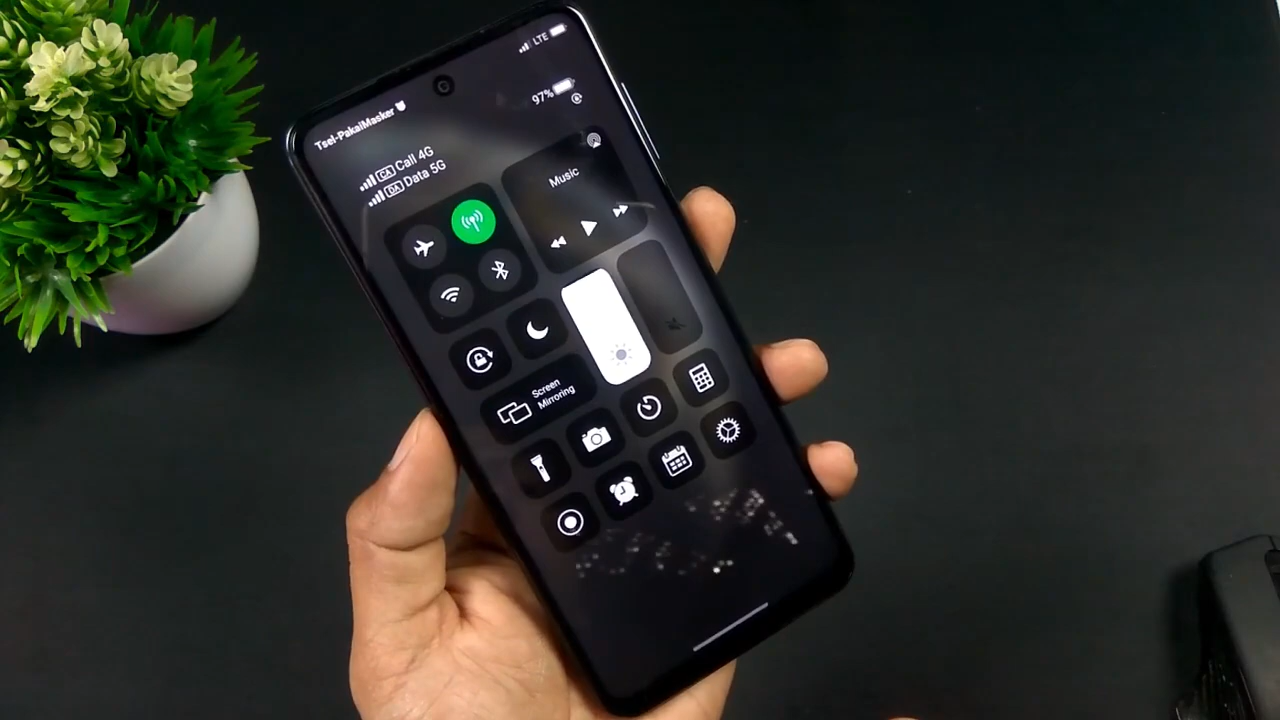 LTE
Tsel-PakaiMasker
97%
CA Call 4G
DA Data 5G
Music
Screen
Mirroring